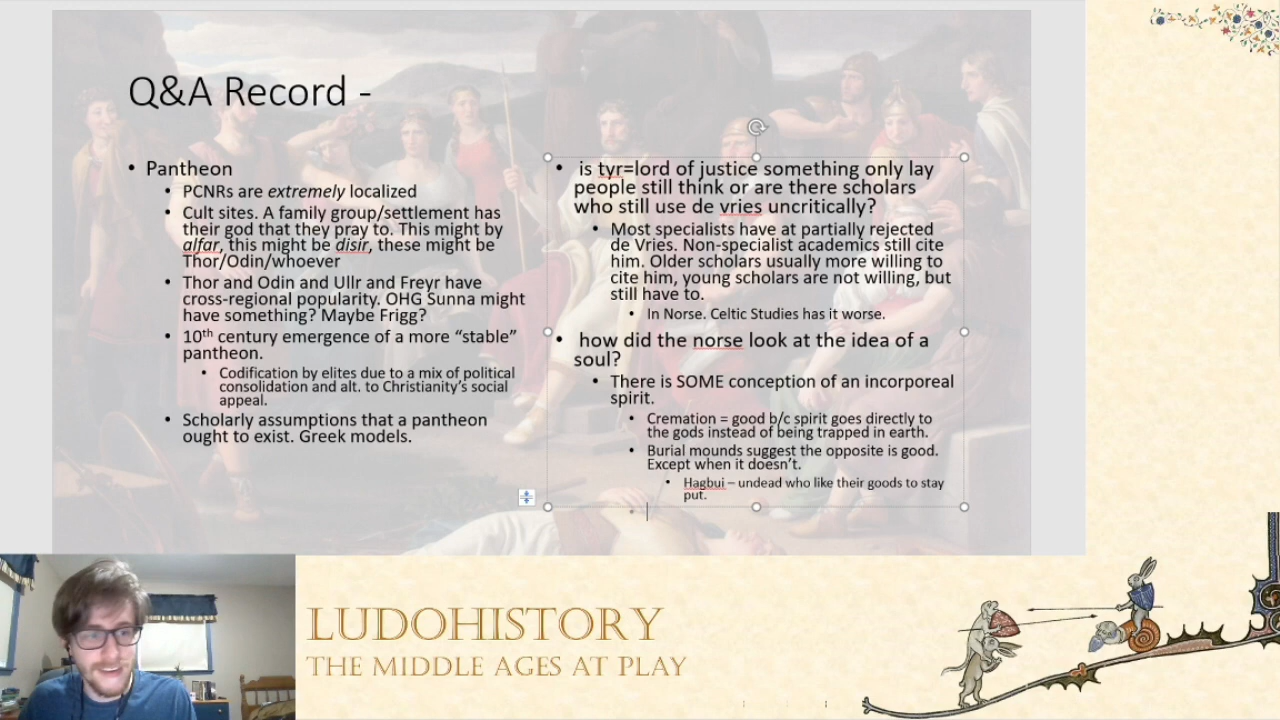 Q&A Record -
• Pantheon
• PCNRs are extremely localized
• Cult sites. A family group/settlement has
their god that they pray to. This might by
alfar, this might be disir, these might be
Thor/Odin/whoever
• Thor and Odin and Ullr and Freyr have
cross-regional popularity. OHG Sunna might
have something? Maybe Frigg?
• 10th century emergence of a more “stable”
pantheon.
• Codification by elites due to a mix of political
consolidation and alt. to Christianity’s social
appeal.
• Scholarly assumptions that a pantheon
ought to exist. Greek models.
• is tyr=lord of justice something only lay
people still think or are there scholars
who still use de vries uncritically?
• Most specialists have at partially rejected
de Vries. Non-specialist academics still cite
him. Older scholars usually more willing to
cite him, young scholars are not willing, but
still have to.
• In Norse. Celtic Studies has it worse.
• how did the norse look at the idea of a
soul?
• There is SOME conception of an incorporeal
spirit.
• Cremation = good b/c spirit goes directly to
the gods instead of being trapped in earth.
• Burial mounds suggest the opposite is good.
Except when it doesn’t.
• Hagbui – undead who like their goods to stay
put.
LUDOHISTORY
THE MIDDLE AGES AT PLAY